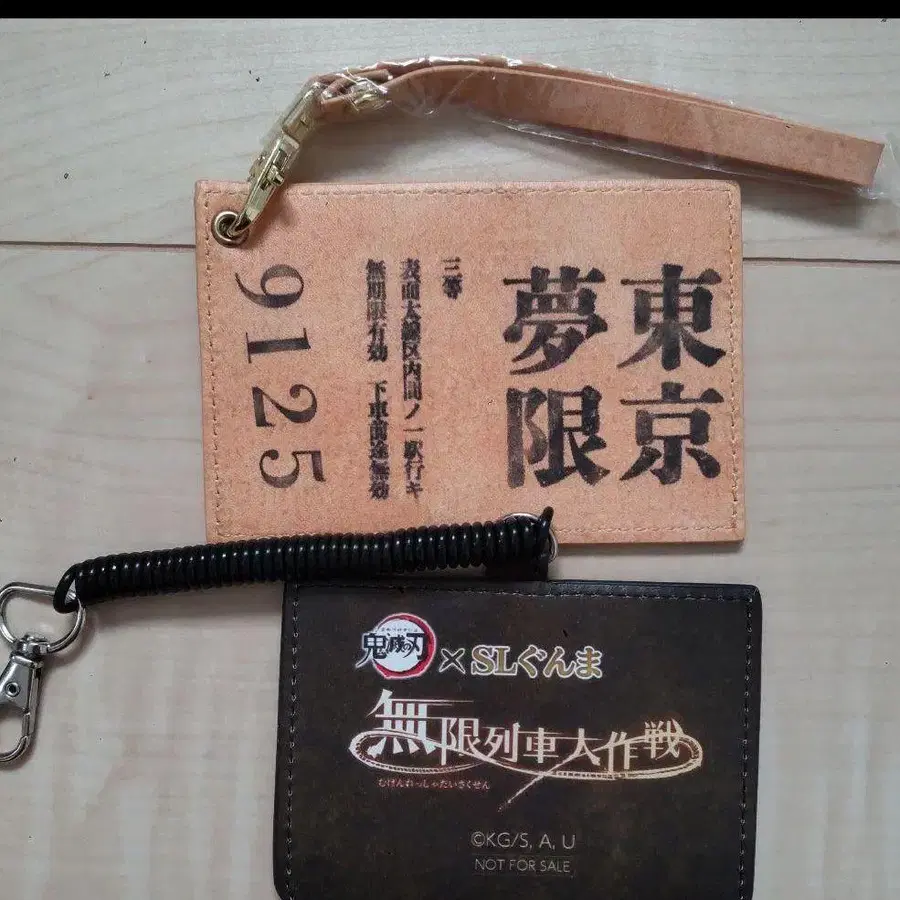 東京
夢限
三等
表面太線区内間ノ一駅行キ
無期限有効 下車前途無効
9125
鬼滅の刃×SLぐんま
無限列車大作戦
むげんれっしゃだいさくせん
©KG/S, A, U
NOT FOR SALE